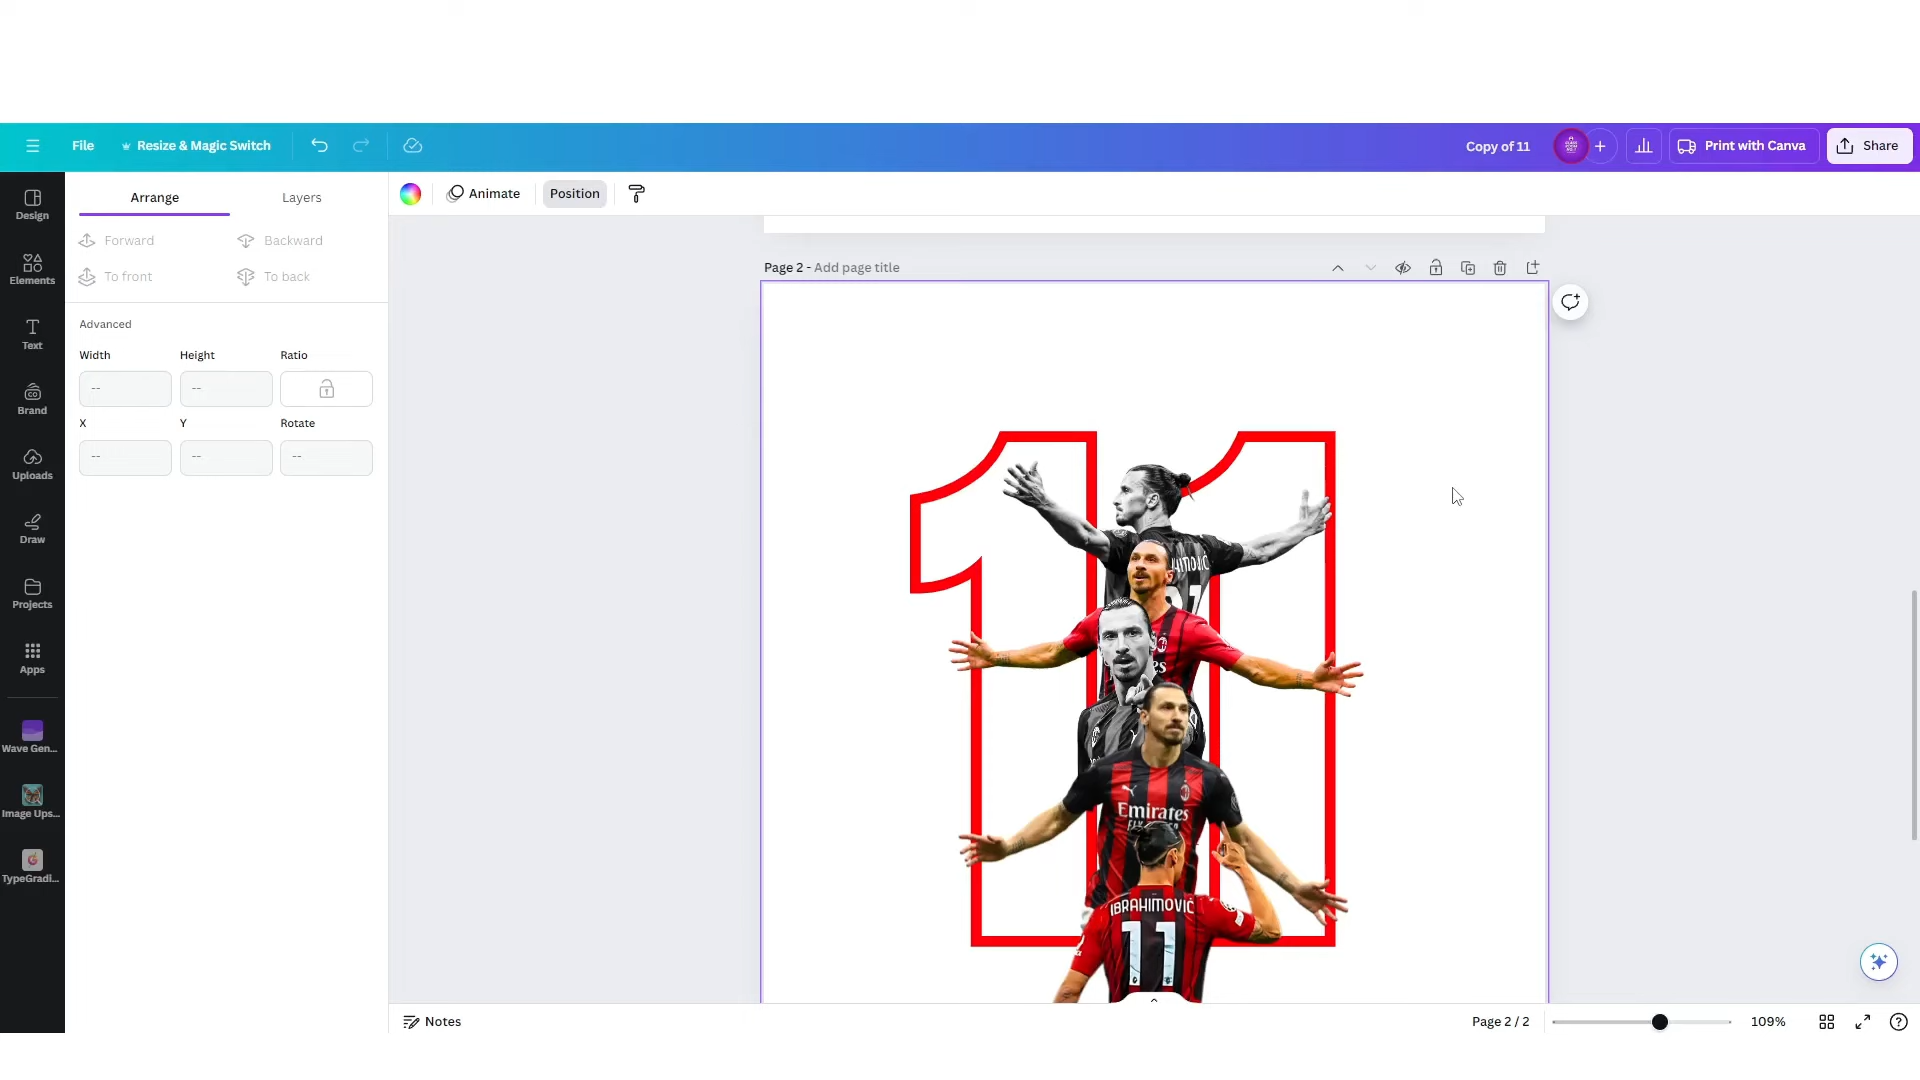 File
Resize & Magic Switch
Copy of 11
Print with Canva
Share
Design
Elements
Text
Brand
Uploads
Draw
Projects
Apps
Wave Gen...
Image Ups...
TypeGradi...
Arrange
Layers
Forward
Backward
To front
To back
Advanced
Width
Height
Ratio
--
--
X
Y
Rotate
--
--
--
Animate
Position
Page 2 - Add page title
11
Emirates
IBRAHIMOVIĆ
11
Notes
Page 2 / 2
109%